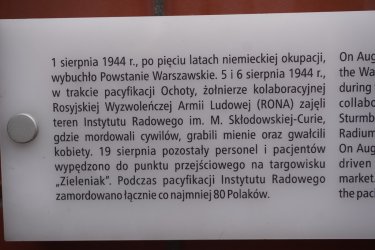 1 sierpnia 1944 r., po pięciu latach niemieckiej okupacji,
wybuchło Powstanie Warszawskie. 5 i 6 sierpnia 1944 r.,
w trakcie pacyfikacji Ochoty, żołnierze kolaboracyjnej
Rosyjskiej Wyzwoleńczej Armii Ludowej (RONA) zajęli
teren Instytutu Radowego im. M. Skłodowskiej-Curie,
gdzie mordowali cywilów, grabili mienie oraz gwałcili
kobiety. 19 sierpnia pozostały personel i pacjentów
wypędzono do punktu przejściowego na targowisku
„Zieleniak”. Podczas pacyfikacji Instytutu Radowego
zamordowano łącznie co najmniej 80 Polaków.
On Aug
the Wa
during
collabo
Sturmb
Radium
On Aug
driven
market.
the pac